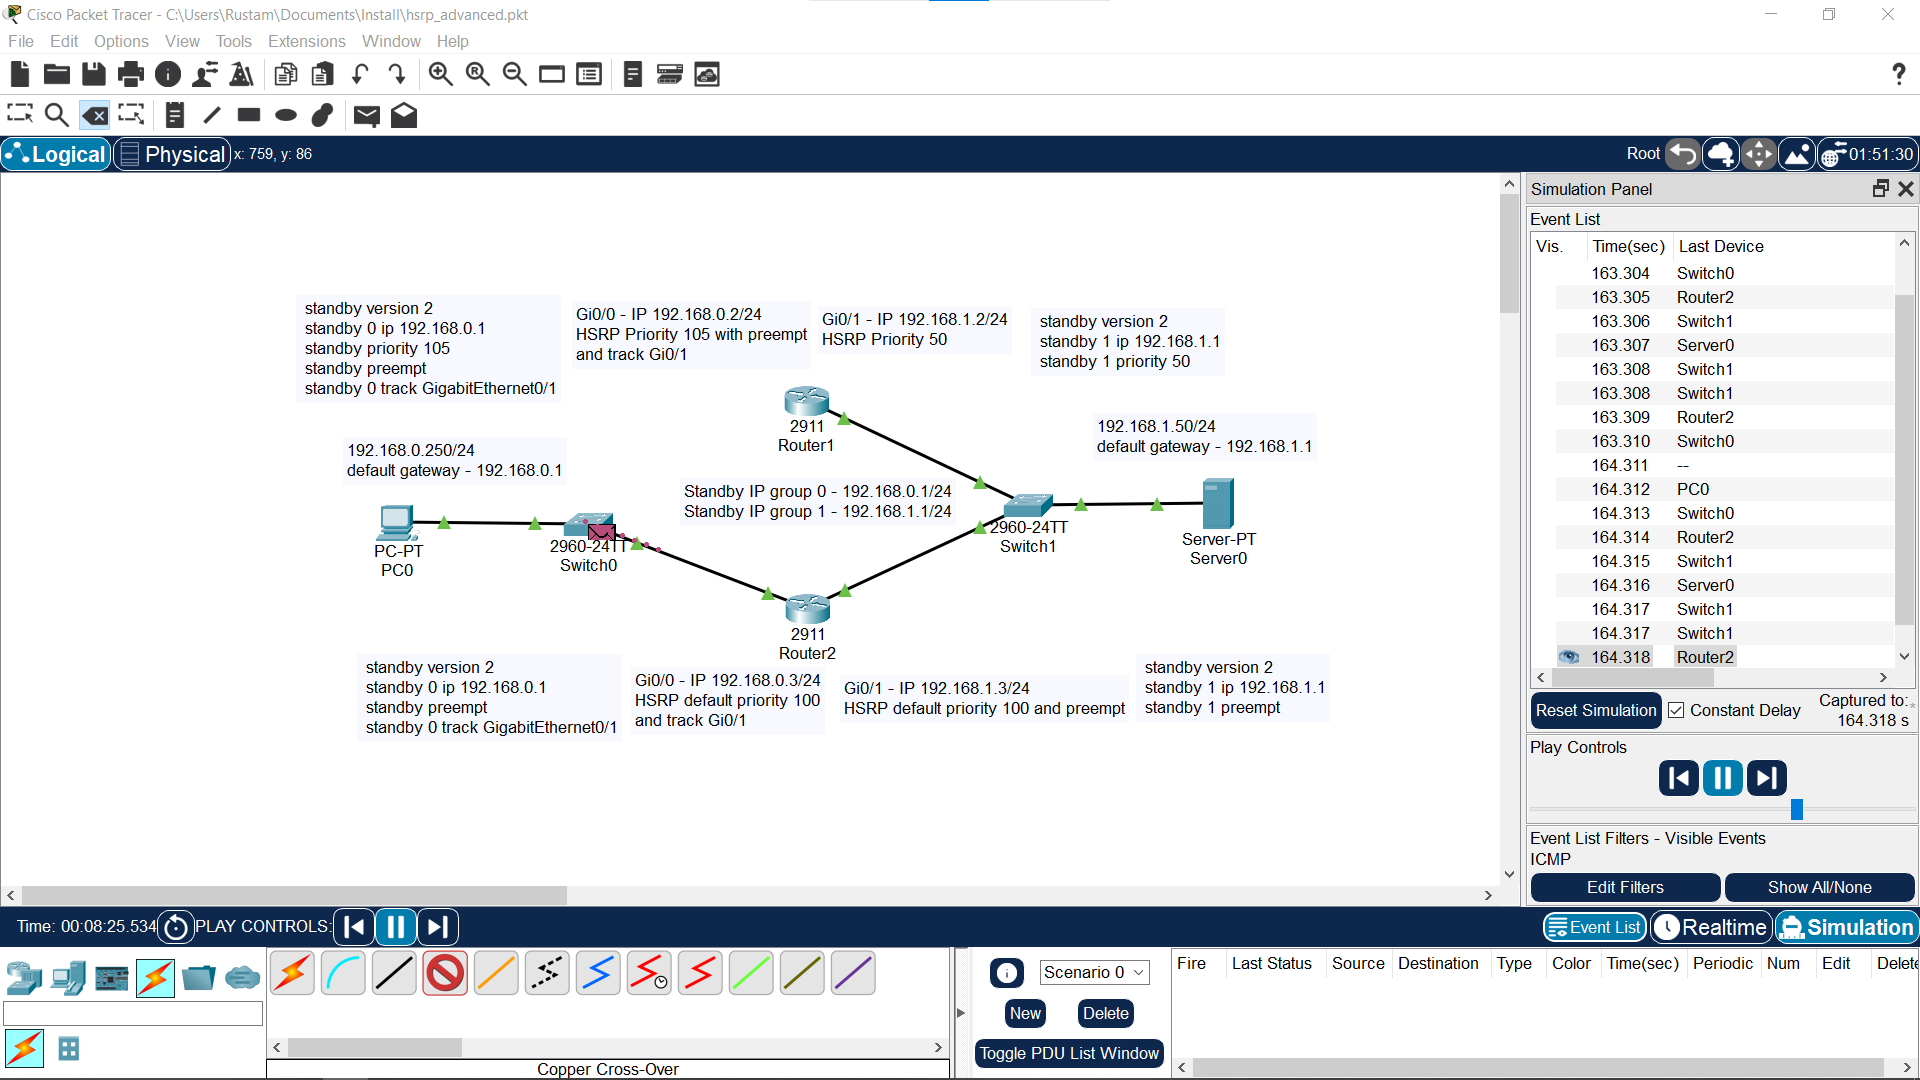 Cisco Packet Tracer - C:\Users\Rustam\Documents\Install\hsrp_advanced.pkt
File Edit Options View Tools Extensions Window Help
Logical
Physical
x: 759, y: 86
Root
01:51:30
standby version 2
standby 0 ip 192.168.0.1
standby priority 105
standby preempt
standby 0 track GigabitEthernet0/1
Gi0/0 - IP 192.168.0.2/24
HSRP Priority 105 with preempt
and track Gi0/1
Gi0/1 - IP 192.168.1.2/24
HSRP Priority 50
standby version 2
standby 1 ip 192.168.1.1
standby 1 priority 50
2911
Router1
192.168.0.250/24
default gateway - 192.168.0.1
192.168.1.50/24
default gateway - 192.168.1.1
Standby IP group 0 - 192.168.0.1/24
Standby IP group 1 - 192.168.1.1/24
PC-PT
PC0
2960-24TT
Switch0
2960-24TT
Switch1
Server-PT
Server0
2911
Router2
standby version 2
standby 0 ip 192.168.0.1
standby preempt
standby 0 track GigabitEthernet0/1
Gi0/0 - IP 192.168.0.3/24
HSRP default priority 100
and track Gi0/1
Gi0/1 - IP 192.168.1.3/24
HSRP default priority 100 and preempt
standby version 2
standby 1 ip 192.168.1.1
standby 1 preempt
Simulation Panel
Event List
Vis. Time(sec) Last Device
163.304 Switch0
163.305 Router2
163.306 Switch1
163.307 Server0
163.308 Switch1
163.308 Switch1
163.309 Router2
163.310 Switch0
164.311 --
164.312 PC0
164.313 Switch0
164.314 Router2
164.315 Switch1
164.316 Server0
164.317 Switch1
164.317 Switch1
164.318 Router2
Reset Simulation
Constant Delay
Captured to:*
164.318 s
Play Controls
Event List Filters - Visible Events
ICMP
Edit Filters
Show All/None
Time: 00:08:25.534
PLAY CONTROLS:
Event List
Realtime
Simulation
Copper Cross-Over
Scenario 0
New
Delete
Toggle PDU List Window
Fire Last Status Source Destination Type Color Time(sec) Periodic Num Edit Delete